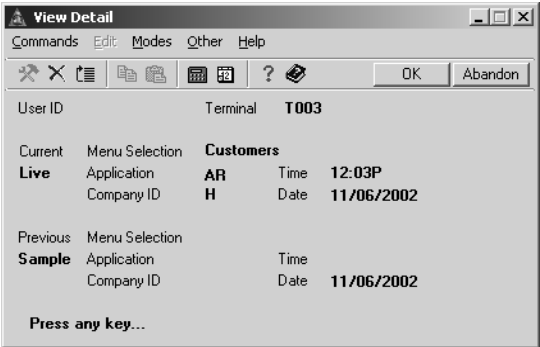 View Detail
Commands Edit Modes Other Help
OK Abandon
User ID Terminal T003
Current Menu Selection Customers
Live Application AR Time 12:03P
Company ID H Date 11/06/2002
Previous Menu Selection
Sample Application Time
Company ID Date 11/06/2002
Press any key...